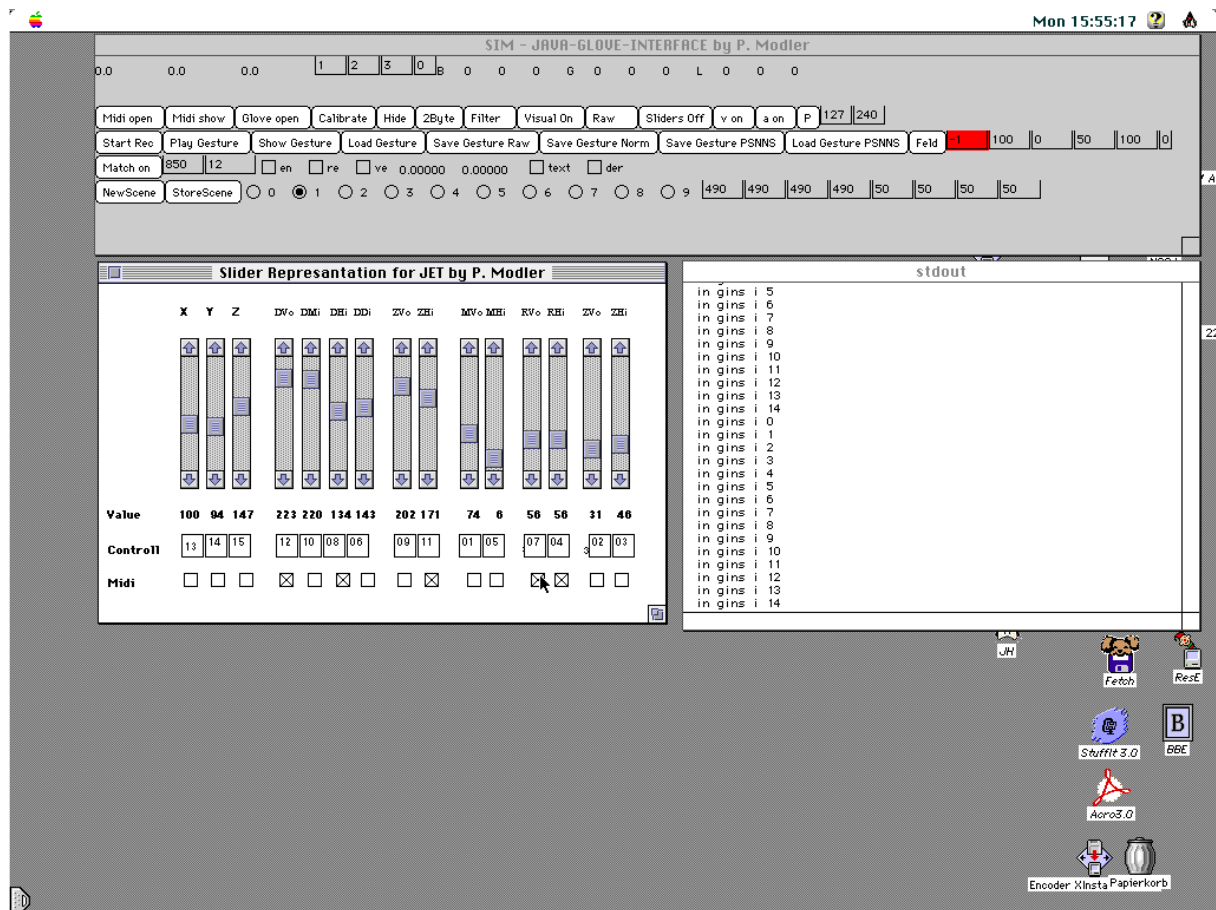 Mon 15:55:17
SIM - JAVA-GLOVE-INTERFACE by P. Modler
0.0 0.0 0.0 1 2 3 0 B 0 0 0 G 0 0 0 L 0 0 0
Midi open Midi show Glove open Calibrate Hide 2Byte Filter Visual On Raw Sliders Off v on a on P 127 240
Start Rec Play Gesture Show Gesture Load Gesture Save Gesture Raw Save Gesture Norm Save Gesture PSNNS Load Gesture PSNNS Feld -1 100 0 50 100 0
Match on 850 12 en re ve 0.00000 0.00000 text der
NewScene StoreScene 0 1 2 3 4 5 6 7 8 9 490 490 490 490 50 50 50 50
Slider Represantation for JET by P. Modler
X Y Z DVo DMi DHi DDi ZVo ZHi MVo MHi RVo RHi ZVo ZHi
Value 100 94 147 223 220 134 143 202 171 74 6 56 56 31 46
Controll 13 14 15 12 10 08 06 09 11 01 05 07 04 02 03
Midi
stdout
in gins i 5
in gins i 6
in gins i 7
in gins i 8
in gins i 9
in gins i 10
in gins i 11
in gins i 12
in gins i 13
in gins i 14
in gins i 0
in gins i 1
in gins i 2
in gins i 3
in gins i 4
in gins i 5
in gins i 6
in gins i 7
in gins i 8
in gins i 9
in gins i 10
in gins i 11
in gins i 12
in gins i 13
in gins i 14
22
JH
Fetch
ResE
StuffIt 3.0
B
BBE
Acro3.0
Encoder XInsta
Papierkorb